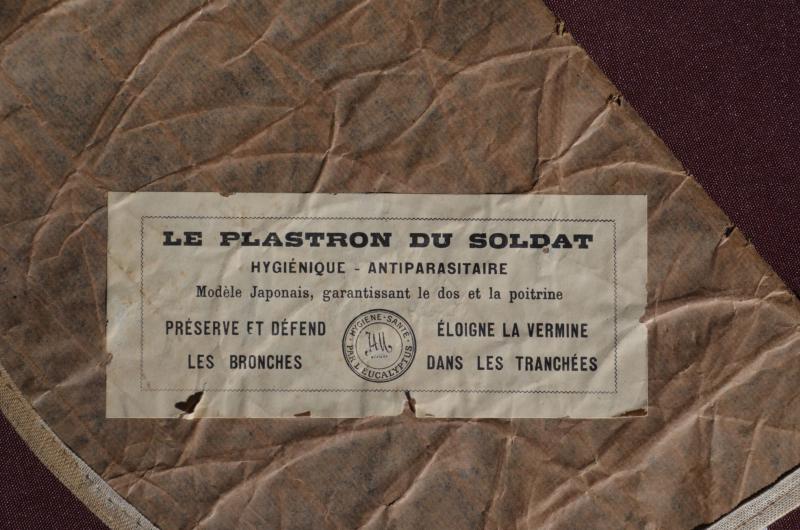 LE PLASTRON DU SOLDAT
HYGIÉNIQUE - ANTIPARASITAIRE
Modèle Japonais, garantissant le dos et la poitrine
PRÉSERVE ET DÉFEND
LES BRONCHES
HYGIÈNE-SANTÉ
PAR L'EUCALYPTUS
ÉLOIGNE LA VERMINE
DANS LES TRANCHÉES